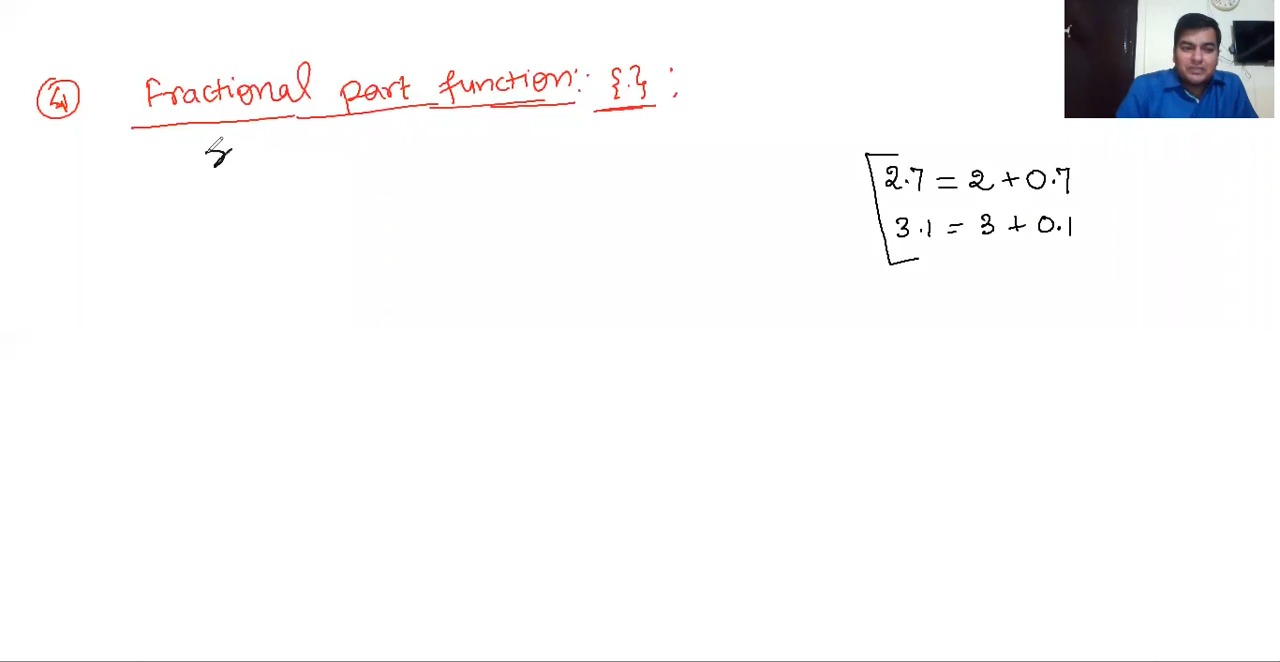 ④ Fractional part function:: {.} :
2.7 = 2 + 0.7
3.1 = 3 + 0.1